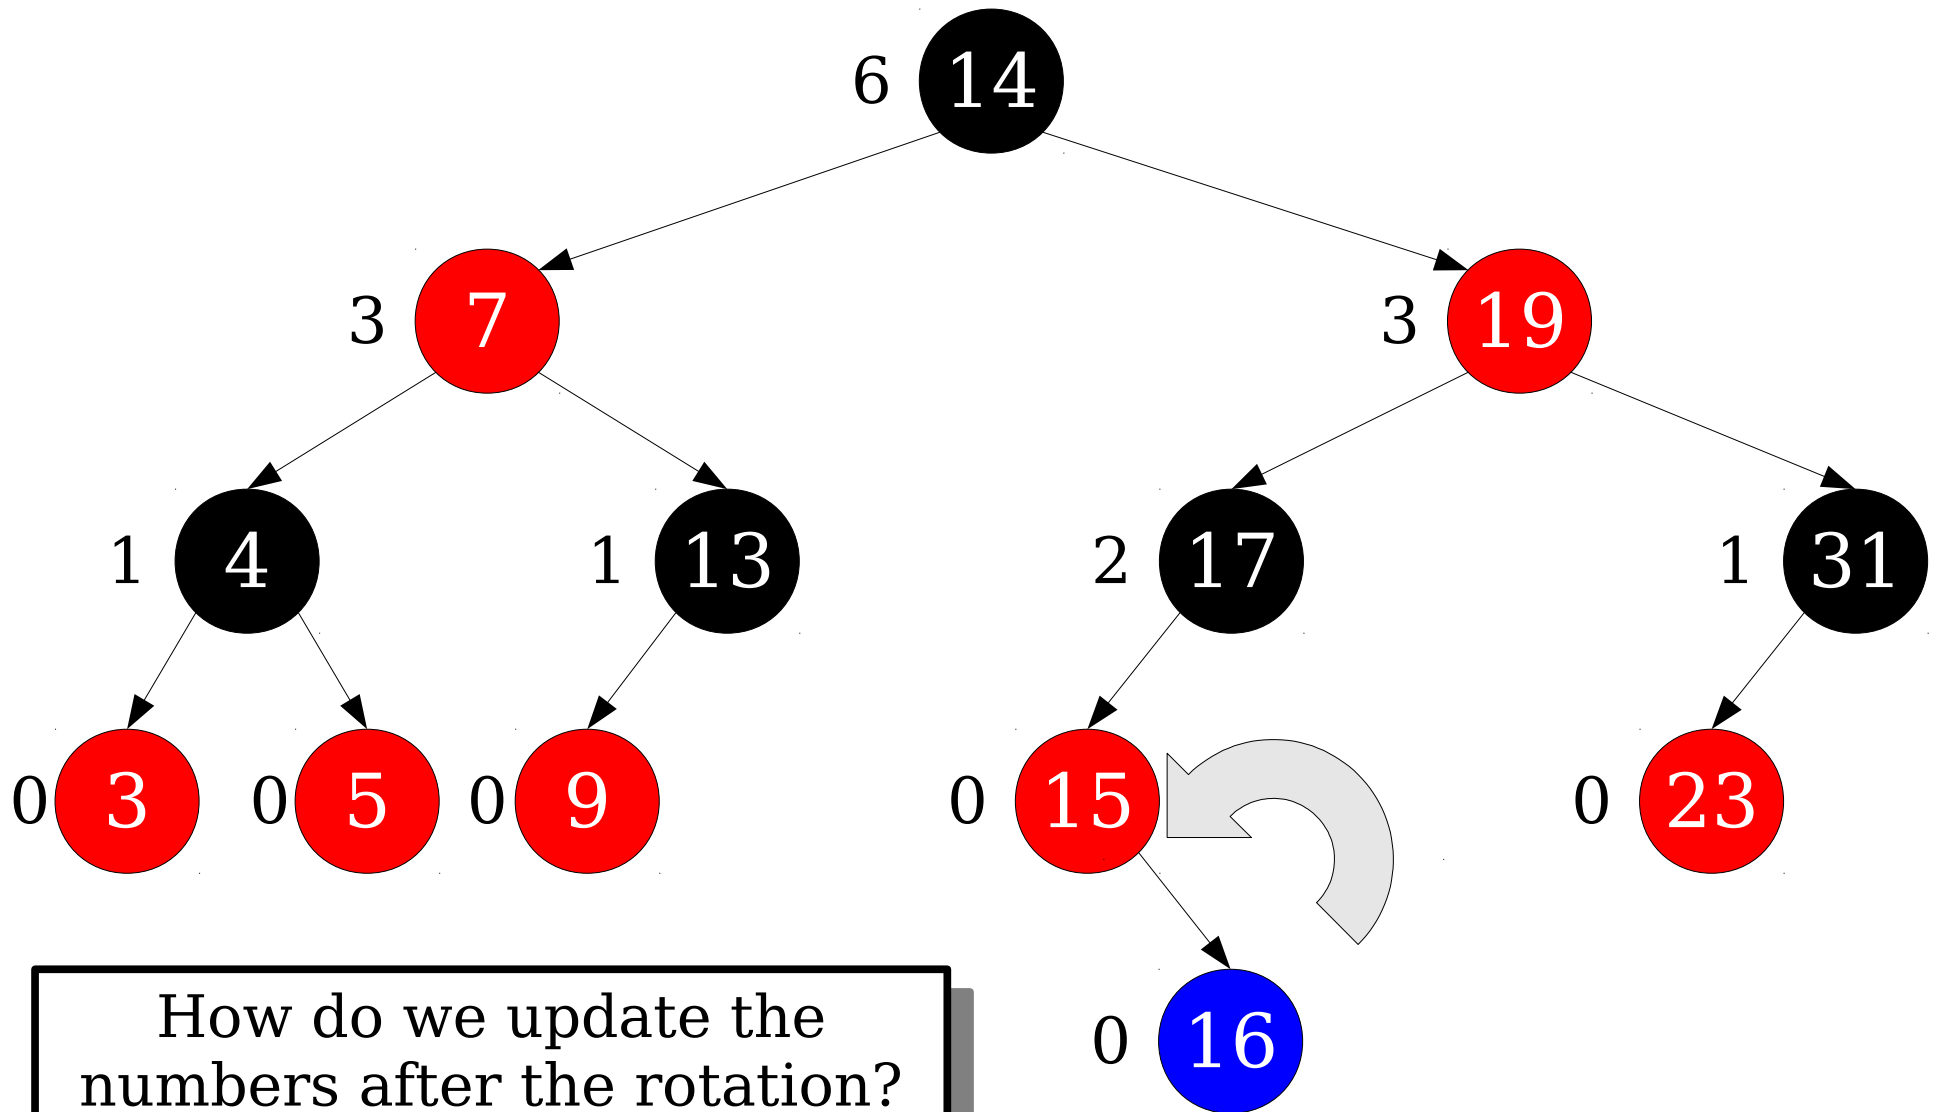 6 14
3 7 3 19
1 4 1 13 2 17 1 31
0 3 0 5 0 9 0 15 0 23
How do we update the
numbers after the rotation?
0 16